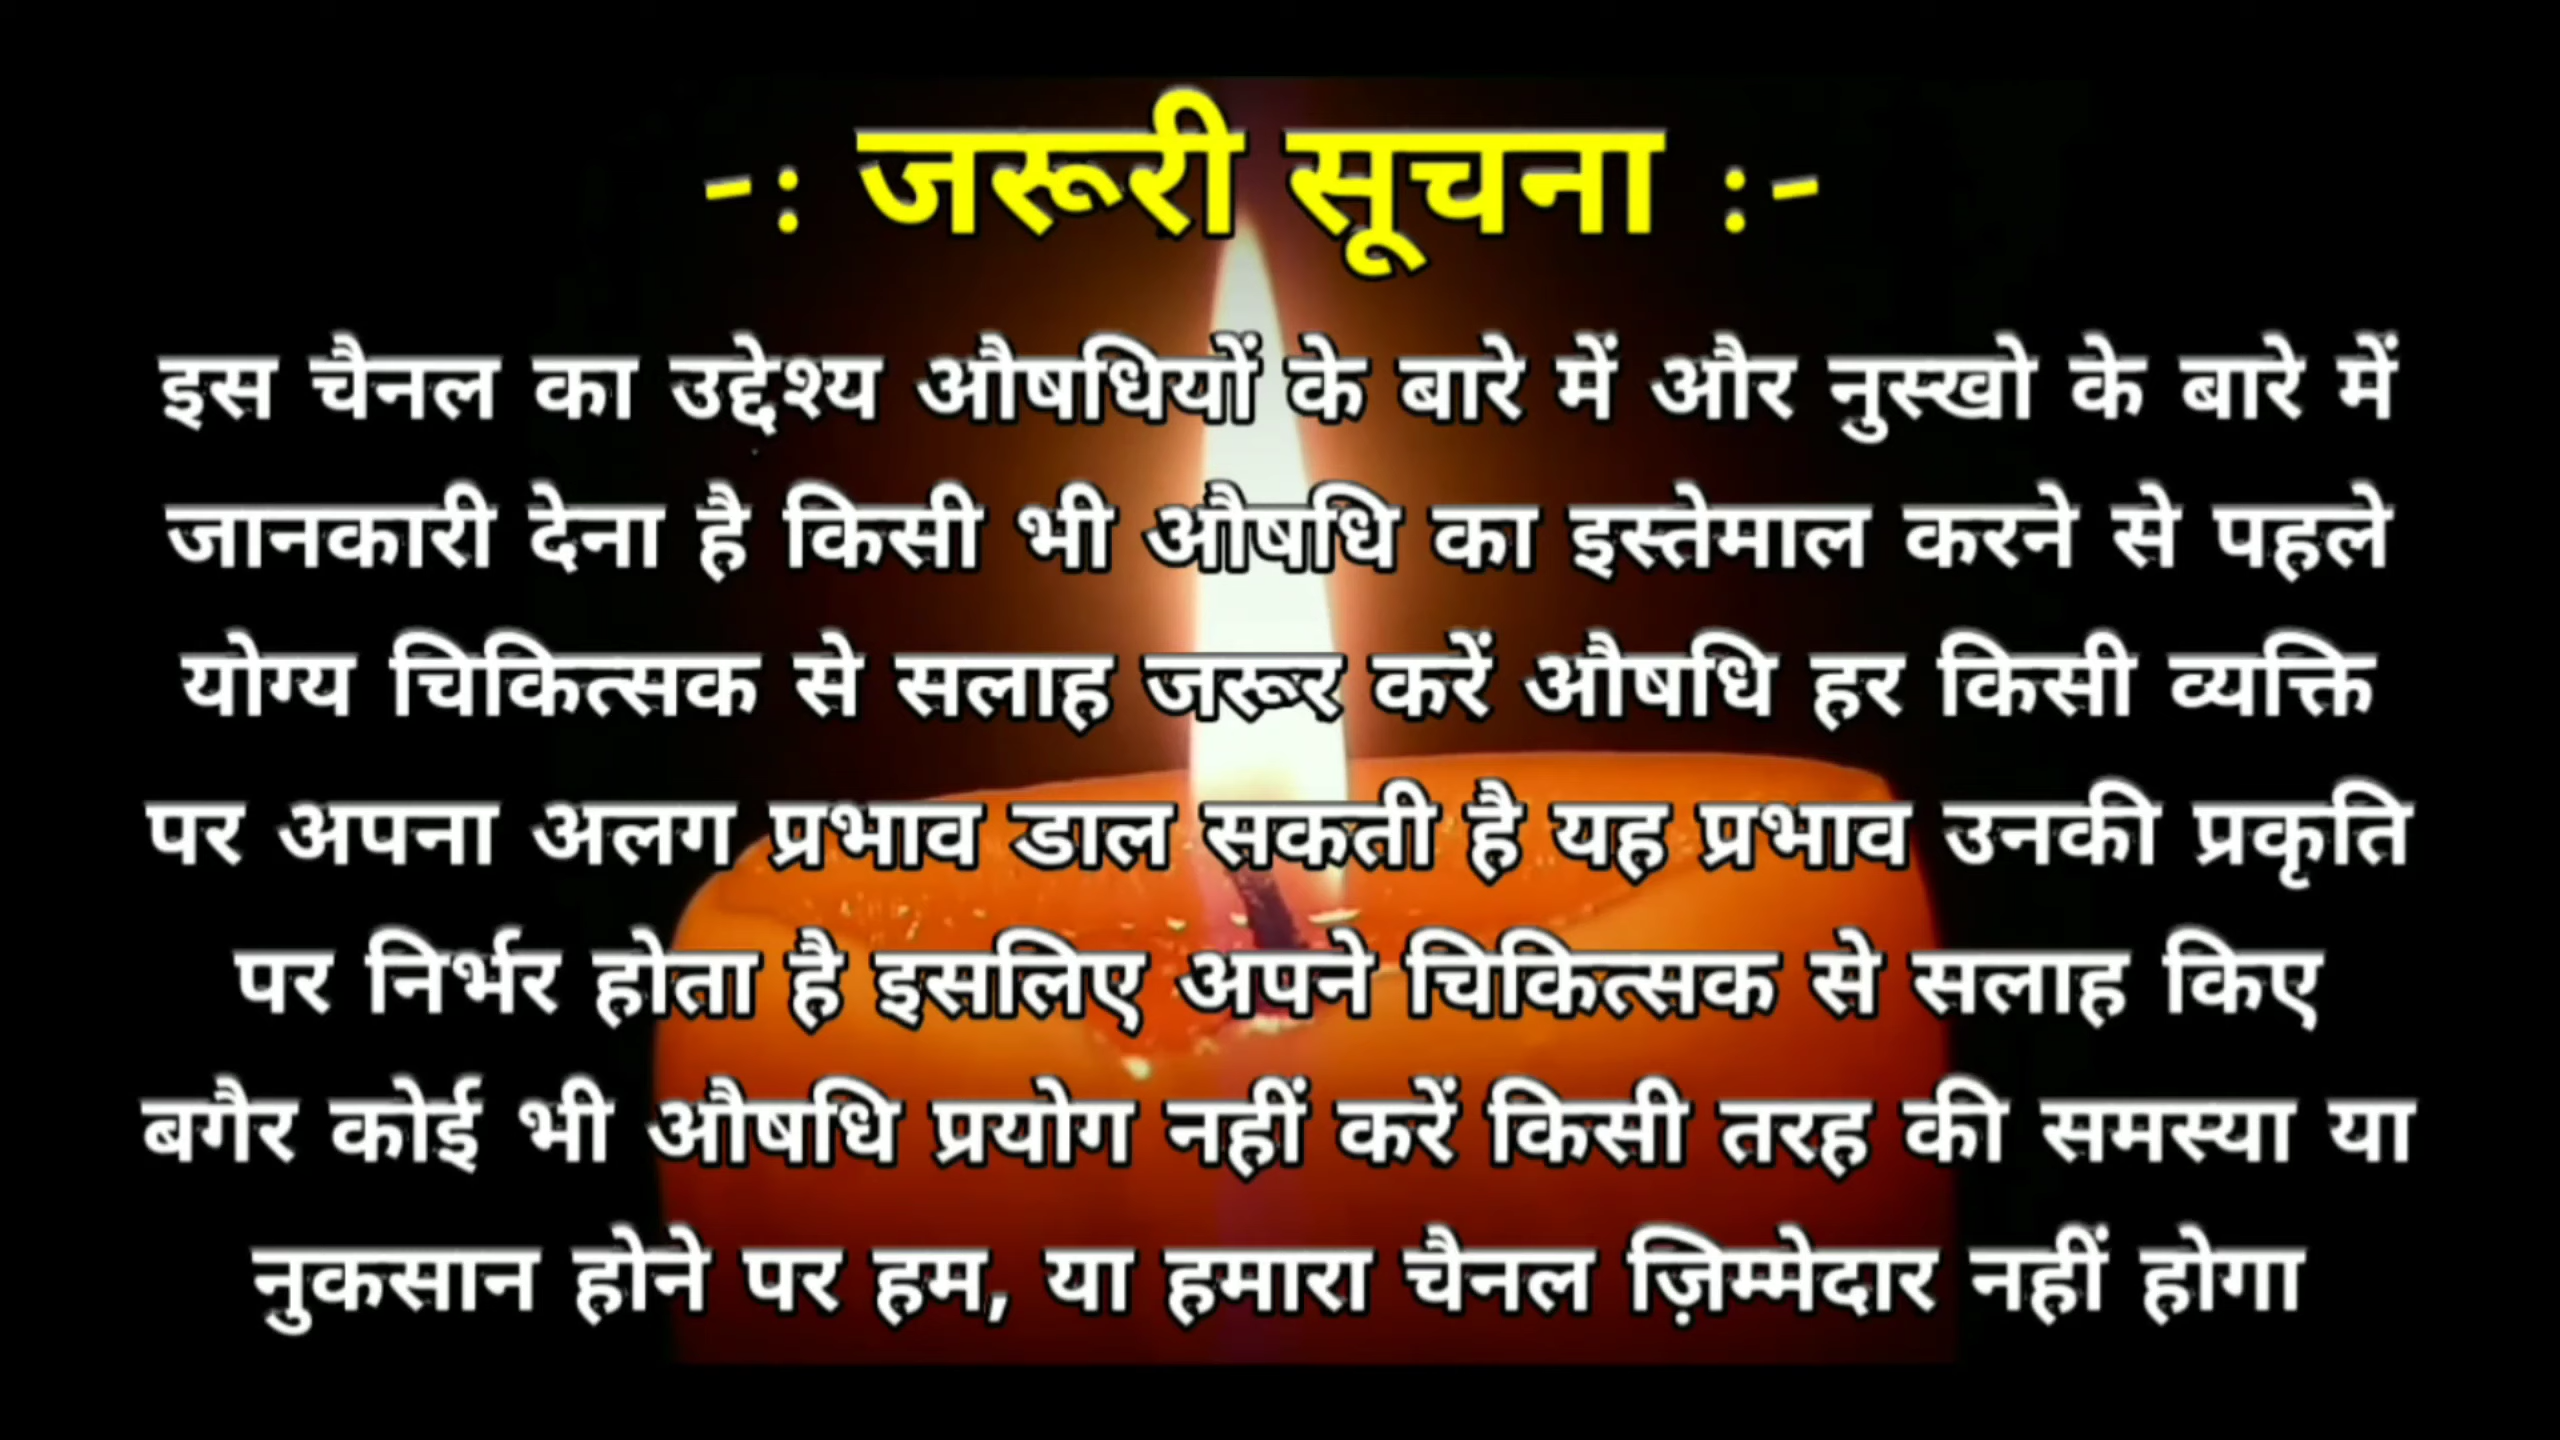 -: जरूरी सूचना :-
इस चैनल का उद्देश्य औषधियों के बारे में और नुस्खो के बारे में
जानकारी देना है किसी भी औषधि का इस्तेमाल करने से पहले
योग्य चिकित्सक से सलाह जरूर करें औषधि हर किसी व्यक्ति
पर अपना अलग प्रभाव डाल सकती है यह प्रभाव उनकी प्रकृति
पर निर्भर होता है इसलिए अपने चिकित्सक से सलाह किए
बगैर कोई भी औषधि प्रयोग नहीं करें किसी तरह की समस्या या
नुकसान होने पर हम, या हमारा चैनल ज़िम्मेदार नहीं होगा